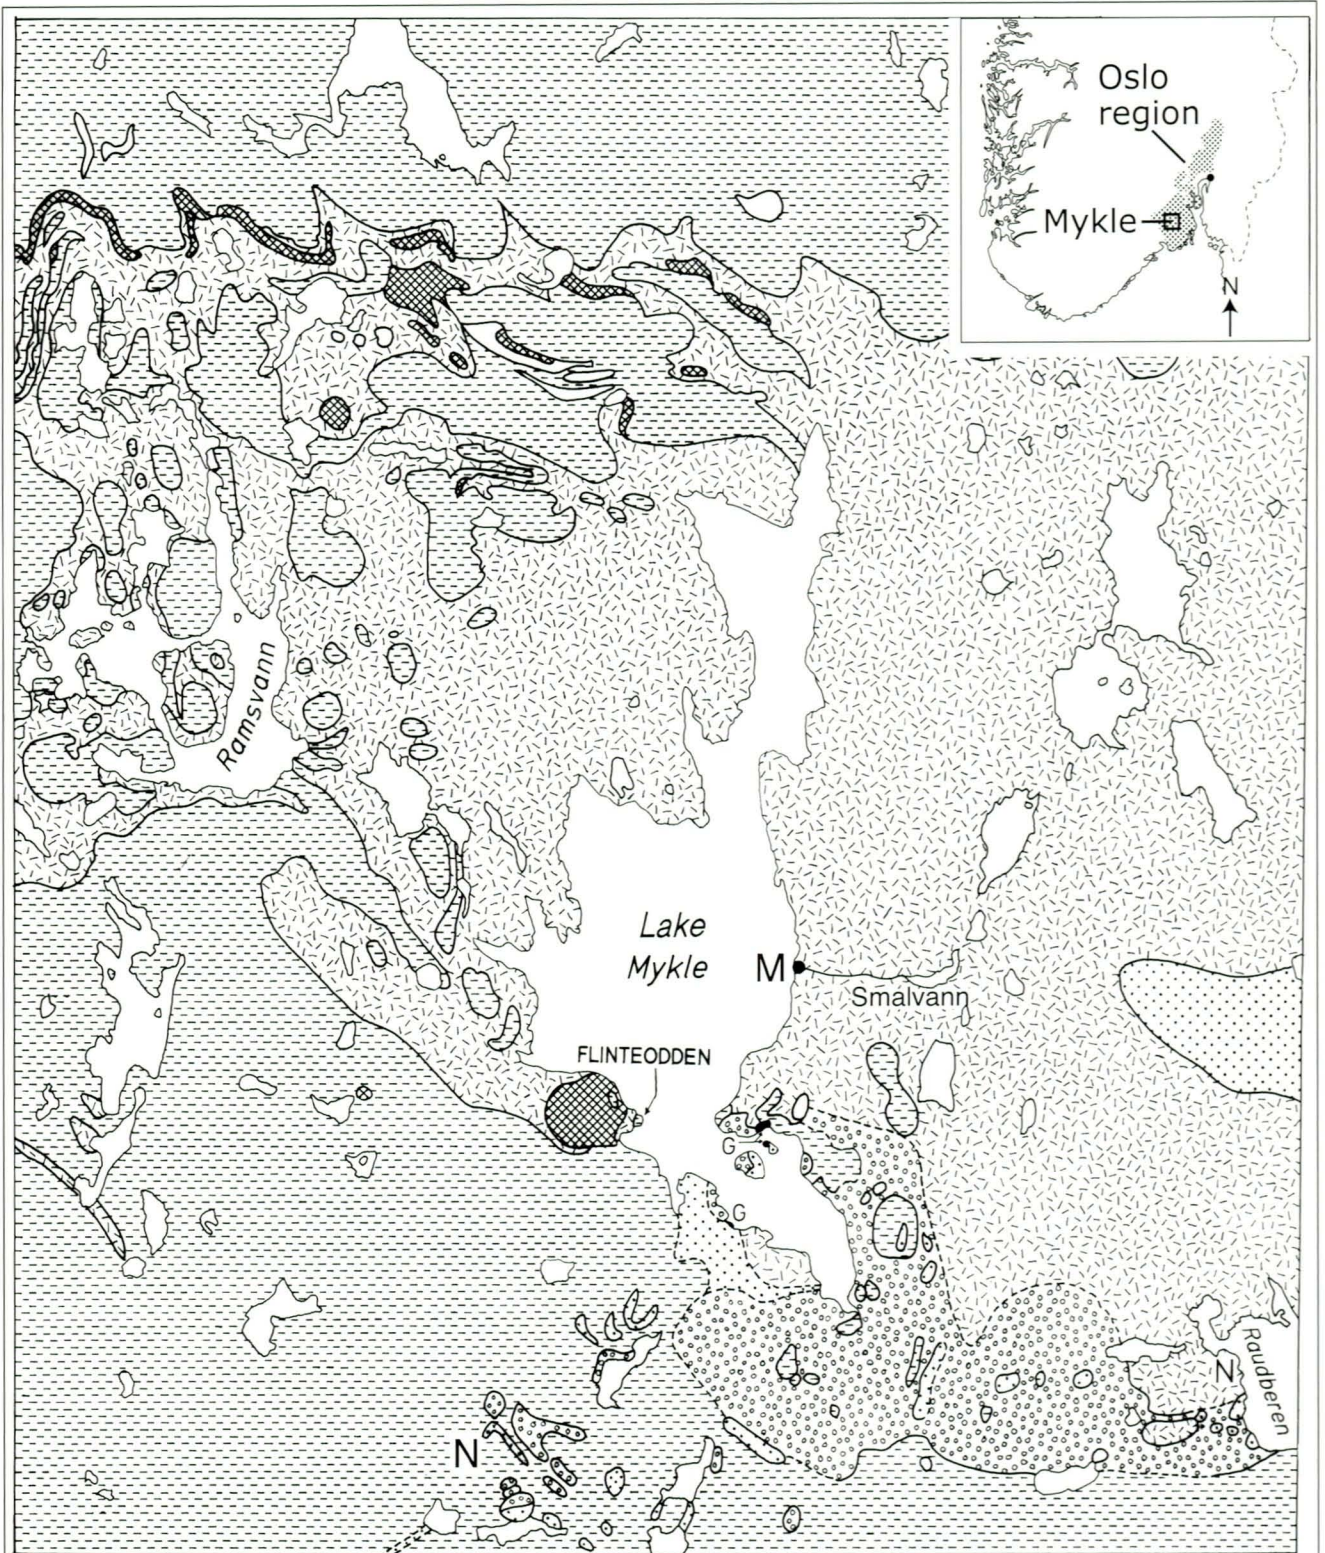 Oslo
region
Mykle
N
Ramsvann
Lake
Mykle
M
Smalvann
FLINTEODDEN
G
G
N
Raudberen
N